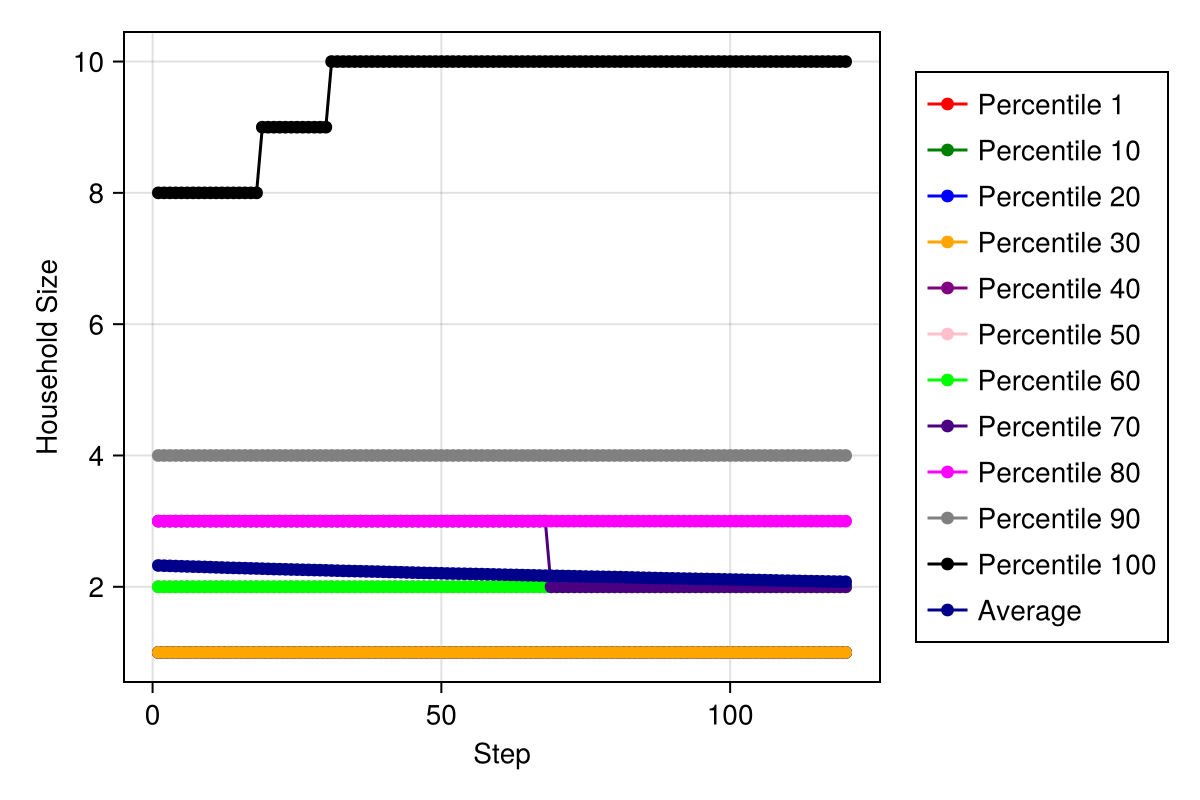 10
8
6
4
2
Household Size
0
50
100
Step
Percentile 1
Percentile 10
Percentile 20
Percentile 30
Percentile 40
Percentile 50
Percentile 60
Percentile 70
Percentile 80
Percentile 90
Percentile 100
Average